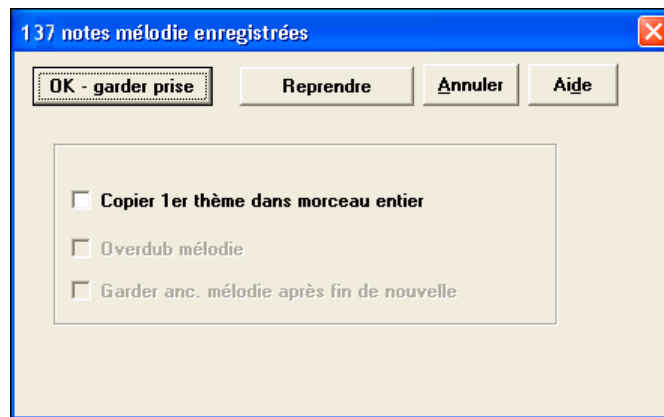 137 notes mélodie enregistrées
OK - garder prise Reprendre Annuler Aide
Copier 1er thème dans morceau entier
Overdub mélodie
Garder anc. mélodie après fin de nouvelle